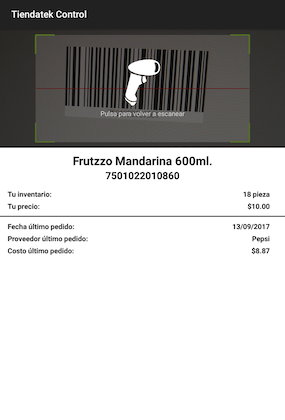 Tiendatek Control
Pulsa para volver a escanear
Frutzzo Mandarina 600ml.
7501022010860
Tu inventario: 18 pieza
Tu precio: $10.00
Fecha último pedido: 13/09/2017
Proveedor último pedido: Pepsi
Costo último pedido: $8.87